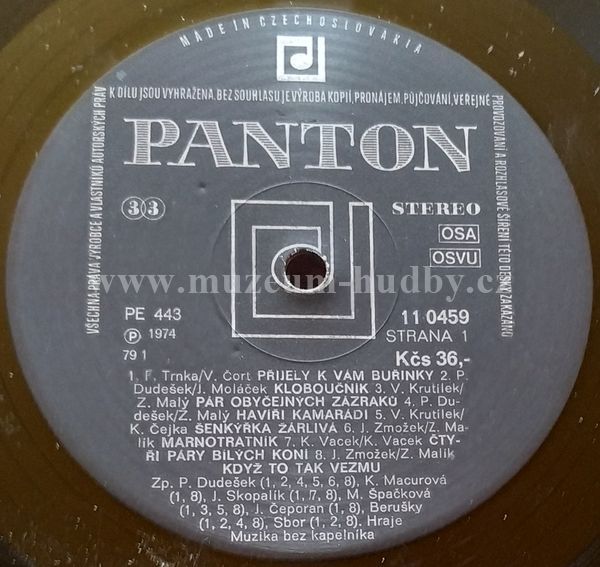 MADE IN CZECHOSLOVAKIA
VŠECHNA PRÁVA VÝROBCE A VLASTNÍKŮ AUTORSKÝCH PRÁV
K DÍLU JSOU VYHRAŽENA. BEZ SOUHLASU JE VÝROBA KOPIÍ, PRONÁJEM, PŮJČOVÁNÍ, VEŘEJNÉ
PROVOZOVÁNÍ A ROZHLASOVÉ ŠÍŘENÍ TÉTO DESKY ZAKÁZÁNO
PANTON
33
STEREO
OSA
OSVU
www.muzeum-hudby.cz
PE 443
11 0459
Ⓟ 1974
STRANA 1
79 1
Kčs 36,-
1. F. Trnka/V. Čort PŘIJELY K VÁM BUŘINKY 2. P.
Dudešek/J. Moláček KLOBOUČNÍK 3. V. Krutílek/
Z. Malý PÁR OBYČEJNÝCH ZÁZRAKŮ 4. P. Du-
dešek/Z. Malý HAVÍŘI KAMARÁDI 5. V. Krutílek/
K. Čejka ŠENKÝŘKA ŽÁRLIVÁ 6. J. Zmožek/Z. Ma-
lík MARNOTRATNÍK 7. K. Vacek/K. Vacek ČTY-
ŘI PÁRY BÍLÝCH KONÍ 8. J. Zmožek/Z. Malík
KDYŽ TO TAK VEZMU
Zp. P. Dudešek (1, 2, 4, 5, 6, 8), K. Macurová
(1, 8), J. Skopalík (1, 7, 8), M. Špačková
(1, 3, 5, 8), J. Čeporan (1, 8), Berušky
(1, 2, 4, 8), Sbor (1, 2, 8). Hraje
Muzika bez kapelníka